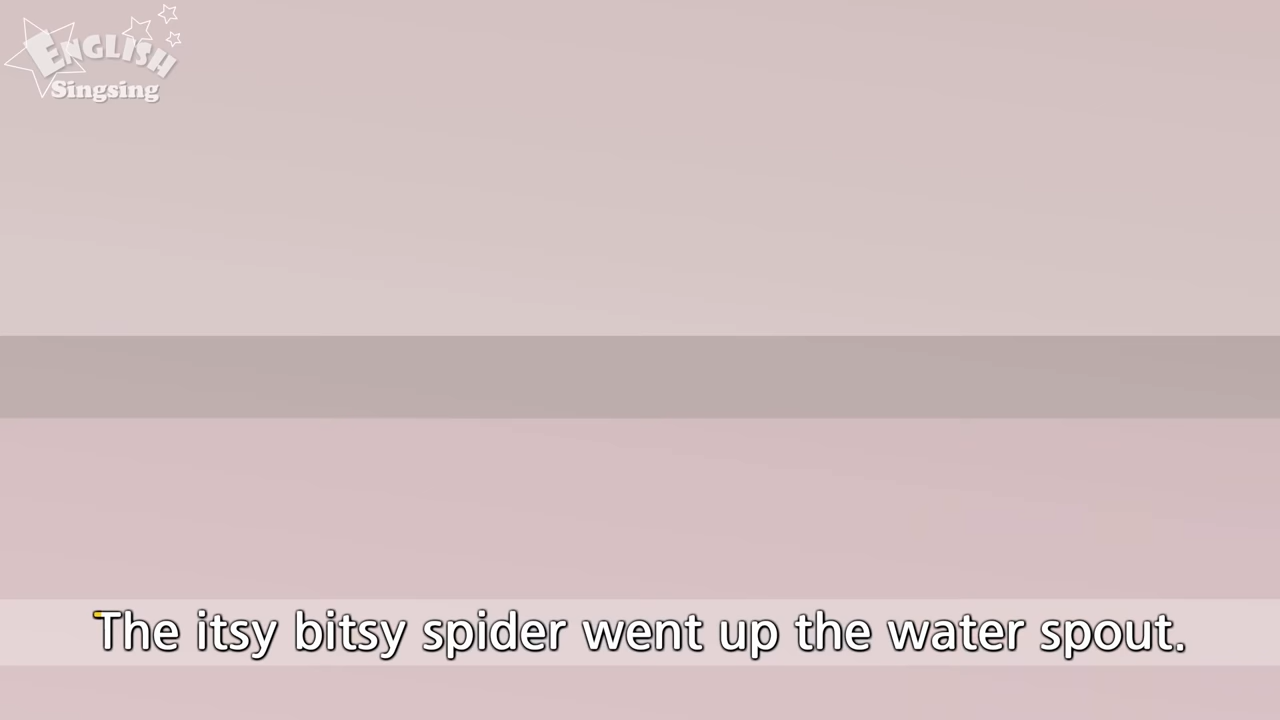 ENGLISH
Singsing
The itsy bitsy spider went up the water spout.